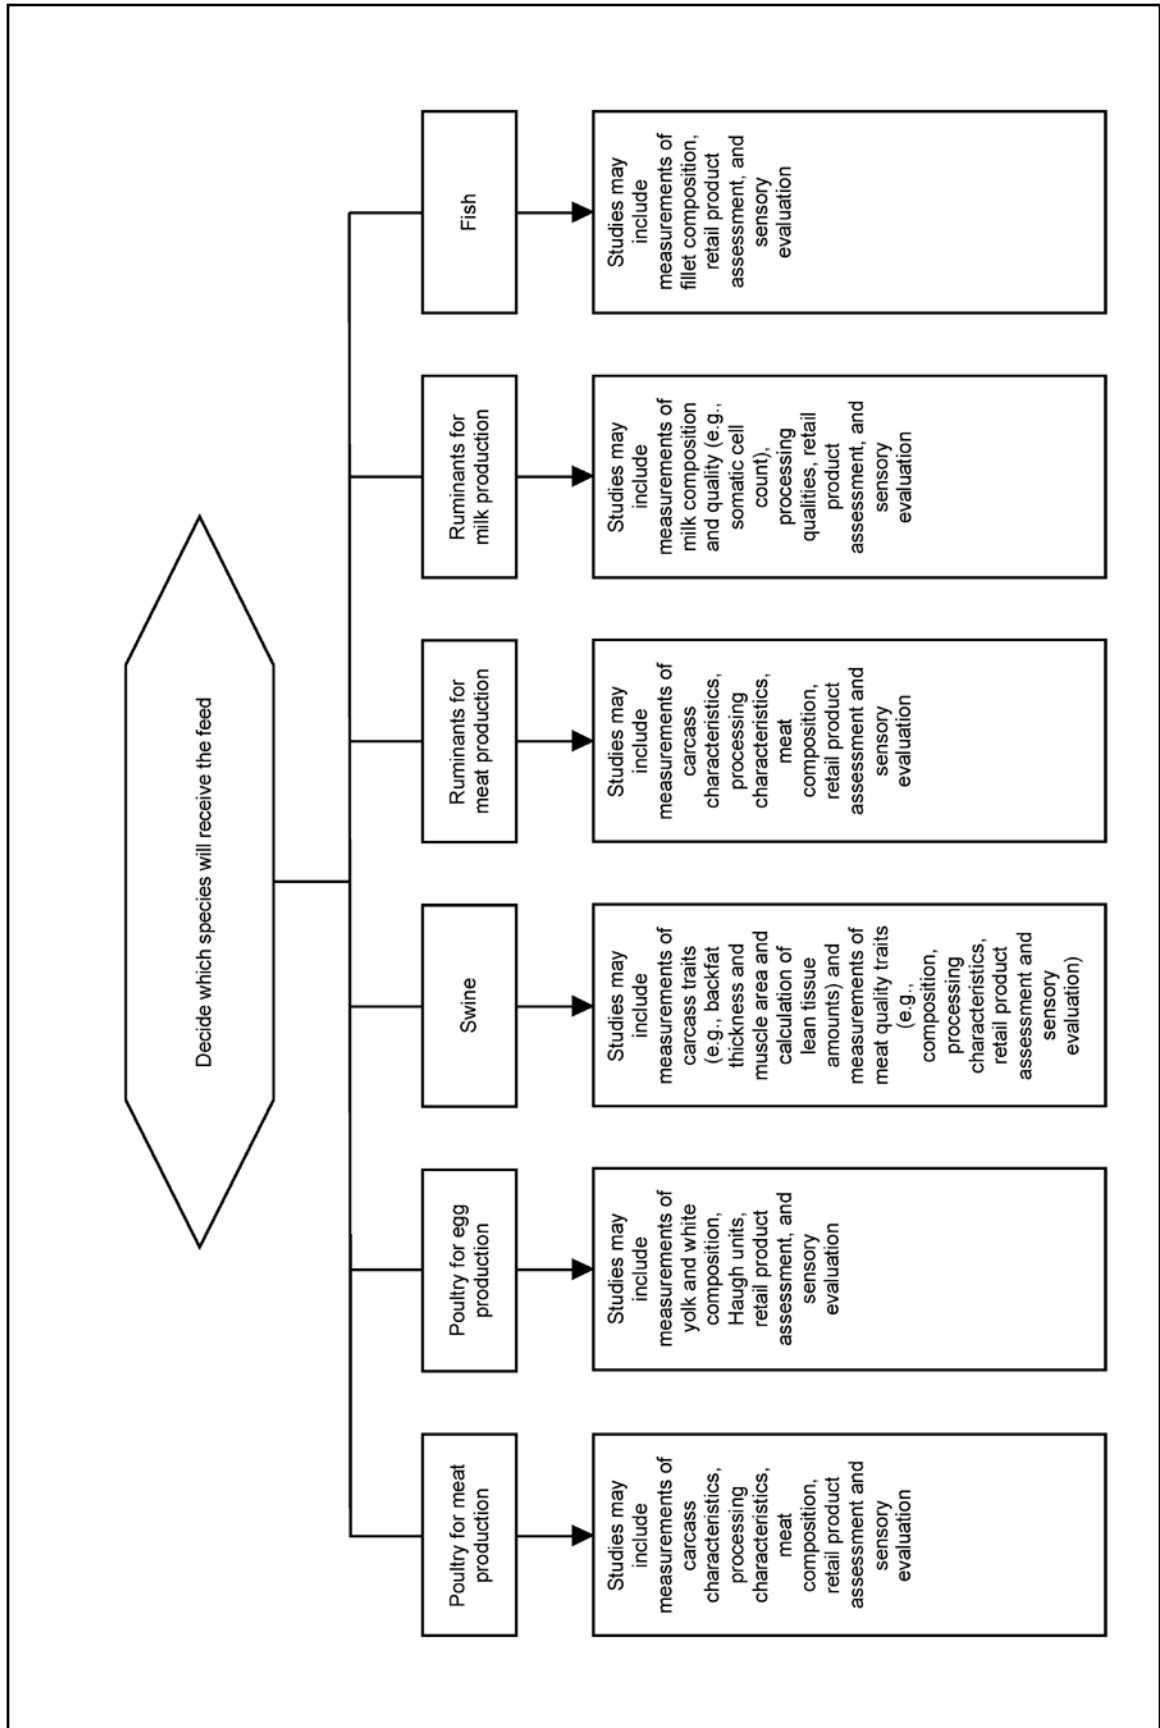 Decide which species will receive the feed
Poultry for meat
production
Poultry for egg
production
Swine
Ruminants for
meat production
Ruminants for
milk production
Fish
Studies may
include
measurements of
carcass
characteristics,
processing
characteristics,
meat
composition,
retail product
assessment and
sensory
evaluation
Studies may
include
measurements of
yolk and white
composition,
Haugh units,
retail product
assessment, and
sensory
evaluation
Studies may
include
measurements of
carcass traits
(e.g., backfat
thickness and
muscle area and
calculation of
lean tissue
amounts) and
measurements of
meat quality traits
(e.g.,
composition,
processing
characteristics,
retail product
assessment and
sensory
evaluation)
Studies may
include
measurements of
carcass
characteristics,
processing
characteristics,
meat
composition,
retail product
assessment and
sensory
evaluation
Studies may
include
measurements of
milk composition
and quality (e.g.,
somatic cell
count),
processing
qualities, retail
product
assessment, and
sensory
evaluation
Studies may
include
measurements of
fillet composition,
retail product
assessment, and
sensory
evaluation